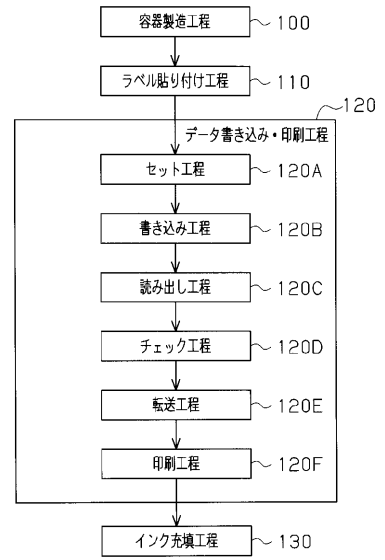 容器製造工程 100
ラベル貼り付け工程 110
120
データ書き込み・印刷工程
セット工程 120A
書き込み工程 120B
読み出し工程 120C
チェック工程 120D
転送工程 120E
印刷工程 120F
インク充填工程 130